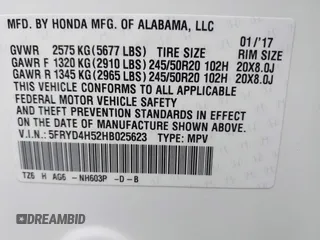 MFD. BY HONDA MFG. OF ALABAMA, LLC
01/'17
GVWR 2575 KG (5677 LBS) TIRE SIZE RIM SIZE
GAWR F 1320 KG (2910 LBS) 245/50R20 102H 20X8.0J
GAWR R 1345 KG (2965 LBS) 245/50R20 102H 20X8.0J
THIS VEHICLE CONFORMS TO ALL APPLICABLE
FEDERAL MOTOR VEHICLE SAFETY, BUMPER,
AND THEFT PREVENTION STANDARDS IN EFFECT
ON THE DATE OF MANUFACTURE SHOWN ABOVE.
V.I.N: 5FRYD4H52HB025623 TYPE: MPV
TZ6 H AG6 -NH603P -D-B
© DREAMBID
DREAMBID.COM